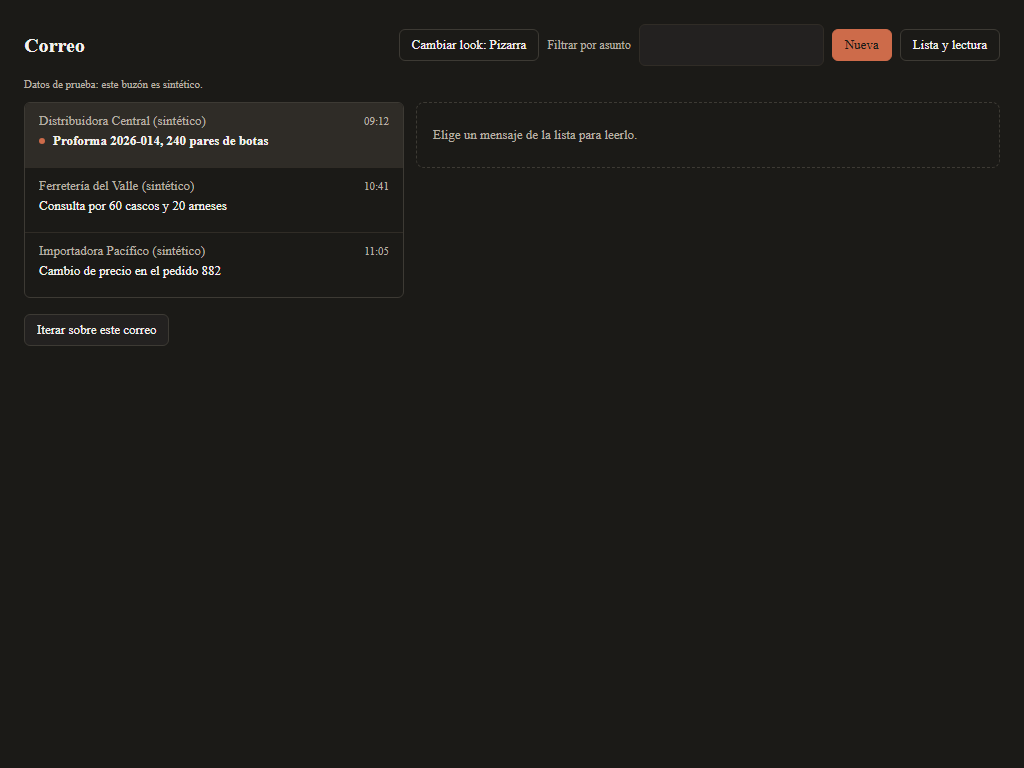 Correo
Cambiar look: Pizarra
Filtrar por asunto
Nueva
Lista y lectura
Datos de prueba: este buzón es sintético.
Distribuidora Central (sintético) 09:12
Proforma 2026-014, 240 pares de botas
Ferretería del Valle (sintético) 10:41
Consulta por 60 cascos y 20 arneses
Importadora Pacífico (sintético) 11:05
Cambio de precio en el pedido 882
Elige un mensaje de la lista para leerlo.
Iterar sobre este correo